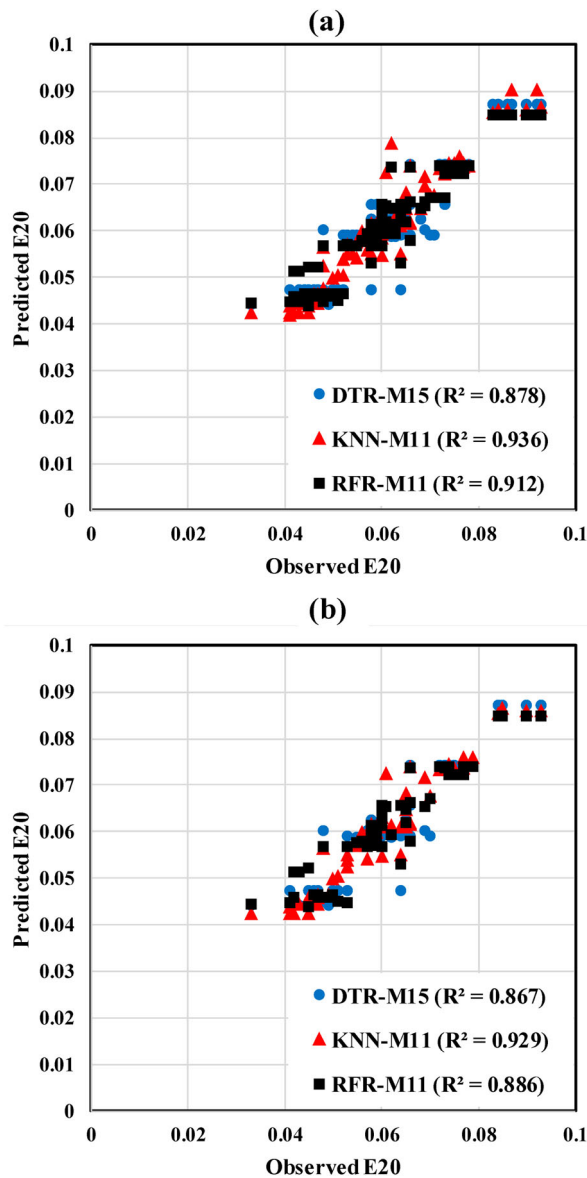 (a)
0.1
0.09
0.08
0.07
0.06
0.05
0.04
0.03
0.02
0.01
0
Predicted E20
DTR-M15 (R² = 0.878)
KNN-M11 (R² = 0.936)
RFR-M11 (R² = 0.912)
0 0.02 0.04 0.06 0.08 0.1
Observed E20
(b)
0.1
0.09
0.08
0.07
0.06
0.05
0.04
0.03
0.02
0.01
0
Predicted E20
DTR-M15 (R² = 0.867)
KNN-M11 (R² = 0.929)
RFR-M11 (R² = 0.886)
0 0.02 0.04 0.06 0.08 0.1
Observed E20